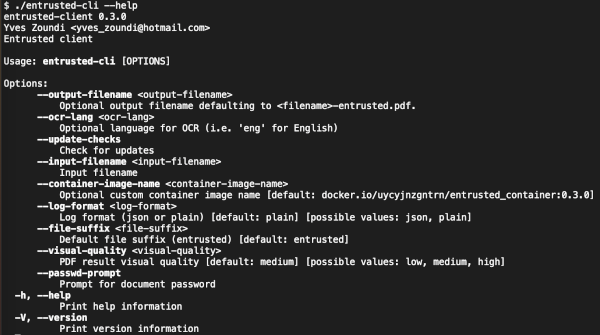 $ ./entrusted-cli --help
entrusted-client 0.3.0
Yves Zoundi <yves_zoundi@hotmail.com>
Entrusted client

Usage: entrusted-cli [OPTIONS]

Options:
      --output-filename <output-filename>
          Optional output filename defaulting to <filename>-entrusted.pdf.
      --ocr-lang <ocr-lang>
          Optional language for OCR (i.e. 'eng' for English)
      --update-checks
          Check for updates
      --input-filename <input-filename>
          Input filename
      --container-image-name <container-image-name>
          Optional custom container image name [default: docker.io/uycyjnzgntrn/entrusted_container:0.3.0]
      --log-format <log-format>
          Log format (json or plain) [default: plain] [possible values: json, plain]
      --file-suffix <file-suffix>
          Default file suffix (entrusted) [default: entrusted]
      --visual-quality <visual-quality>
          PDF result visual quality [default: medium] [possible values: low, medium, high]
      --passwd-prompt
          Prompt for document password
  -h, --help
          Print help information
  -V, --version
          Print version information